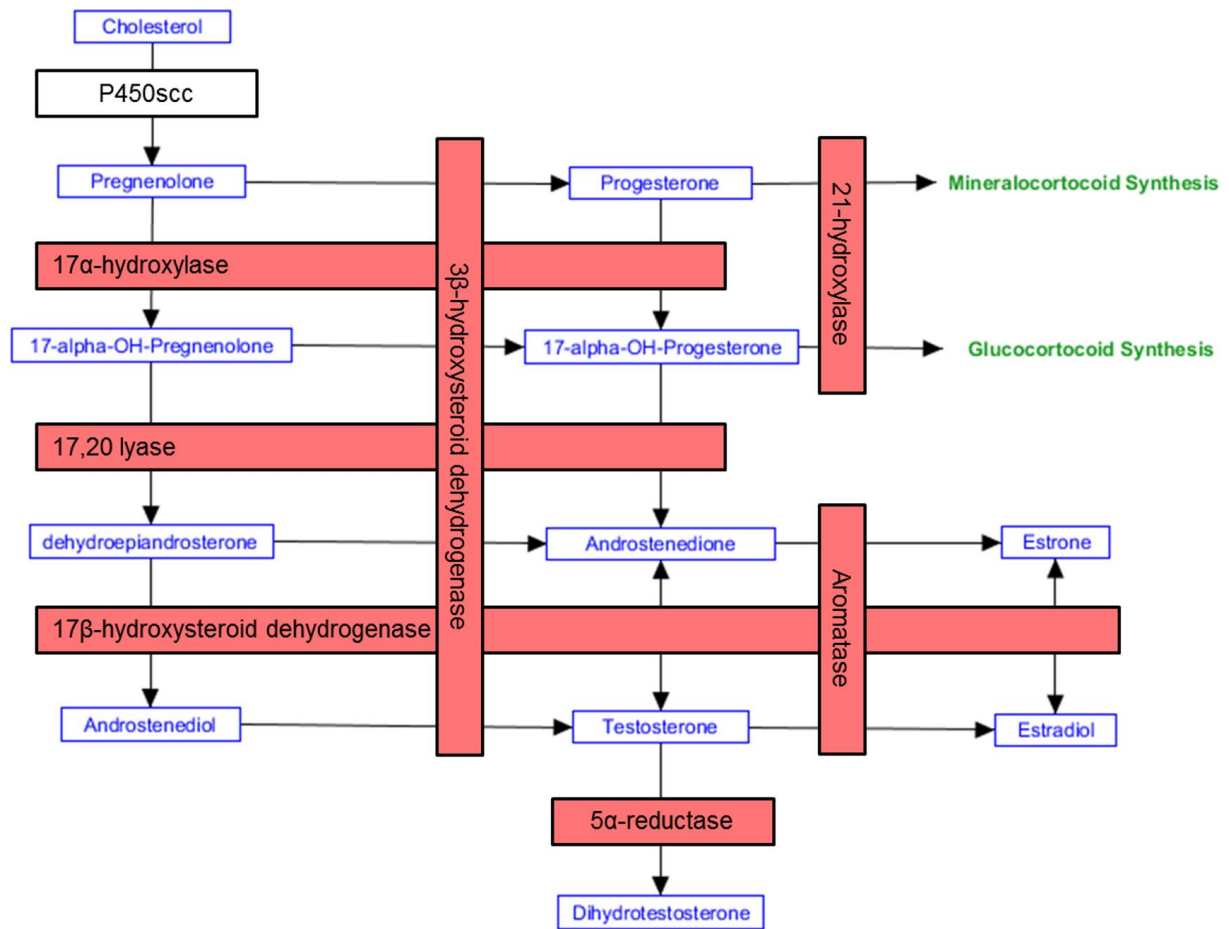 Cholesterol
P450scc
Pregnenolone
Progesterone
Mineralocortocoid Synthesis
21-hydroxylase
17α-hydroxylase
3β-hydroxysteroid dehydrogenase
17-alpha-OH-Pregnenolone
17-alpha-OH-Progesterone
Glucocortocoid Synthesis
17,20 lyase
dehydroepiandrosterone
Androstenedione
Estrone
Aromatase
17β-hydroxysteroid dehydrogenase
Androstenediol
Testosterone
Estradiol
5α-reductase
Dihydrotestosterone